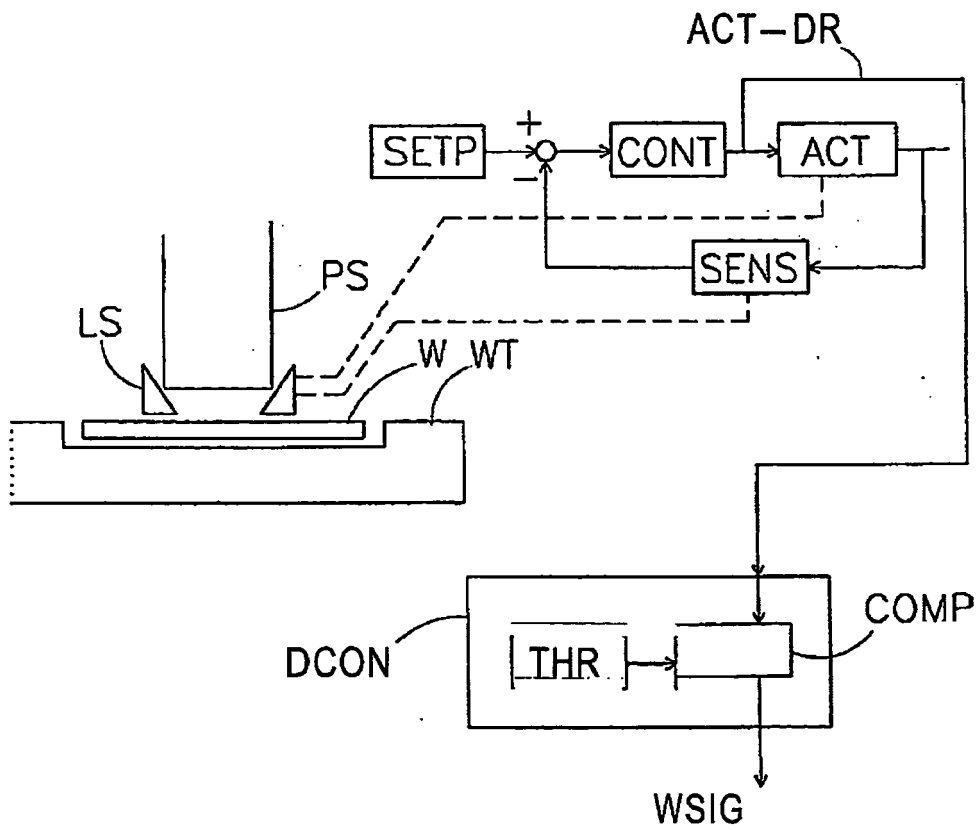 ACT-DR
+
SETP
CONT
ACT
-
SENS
PS
LS
W
WT
COMP
DCON
THR
WSIG